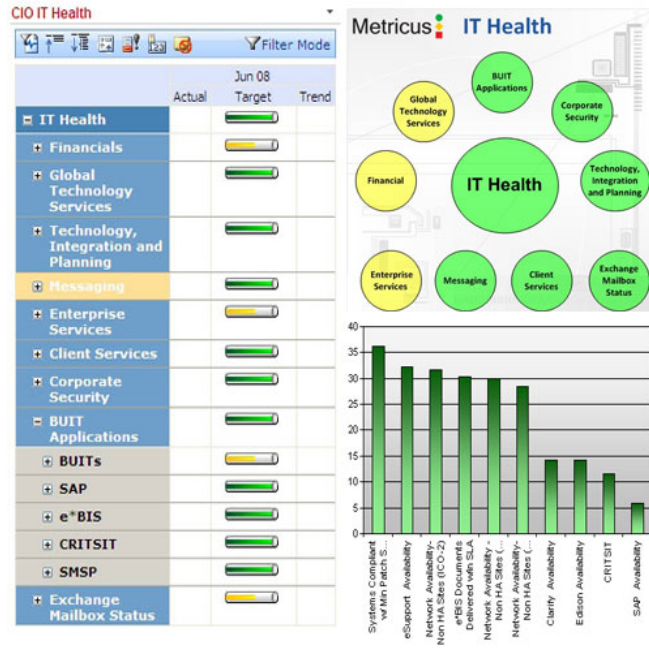 CIO IT Health
Filter Mode
Jun 08
Actual Target Trend
IT Health
Financials
Global
Technology
Services
Technology,
Integration and
Planning
Messaging
Enterprise
Services
Client Services
Corporate
Security
BUIT
Applications
BUITs
SAP
e*BIS
CRITSIT
SMSP
Exchange
Mailbox Status
Metricus IT Health
BUIT
Applications
Global
Technology
Services
Corporate
Security
Financial
IT Health
Technology,
Integration
and Planning
Enterprise
Services
Messaging
Client
Services
Exchange
Mailbox
Status
40
35
30
25
20
15
10
5
0
Systems Compliant
w/ Min Patch S...
eSupport Availability
Network Availability-
Non HA Sites (ICO-2)
e*BIS Documents
Delivered w/in SLA
Network Availability -
Non HA Sites (...
Network Availability-
Non HA Sites (...
Clarify Availability
Edison Availability
CRITSIT
SAP Availability